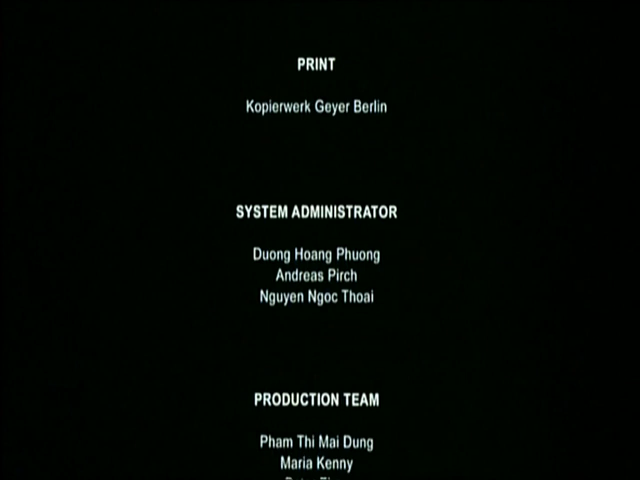 PRINT
Kopierwerk Geyer Berlin
SYSTEM ADMINISTRATOR
Duong Hoang Phuong
Andreas Pirch
Nguyen Ngoc Thoai
PRODUCTION TEAM
Pham Thi Mai Dung
Maria Kenny